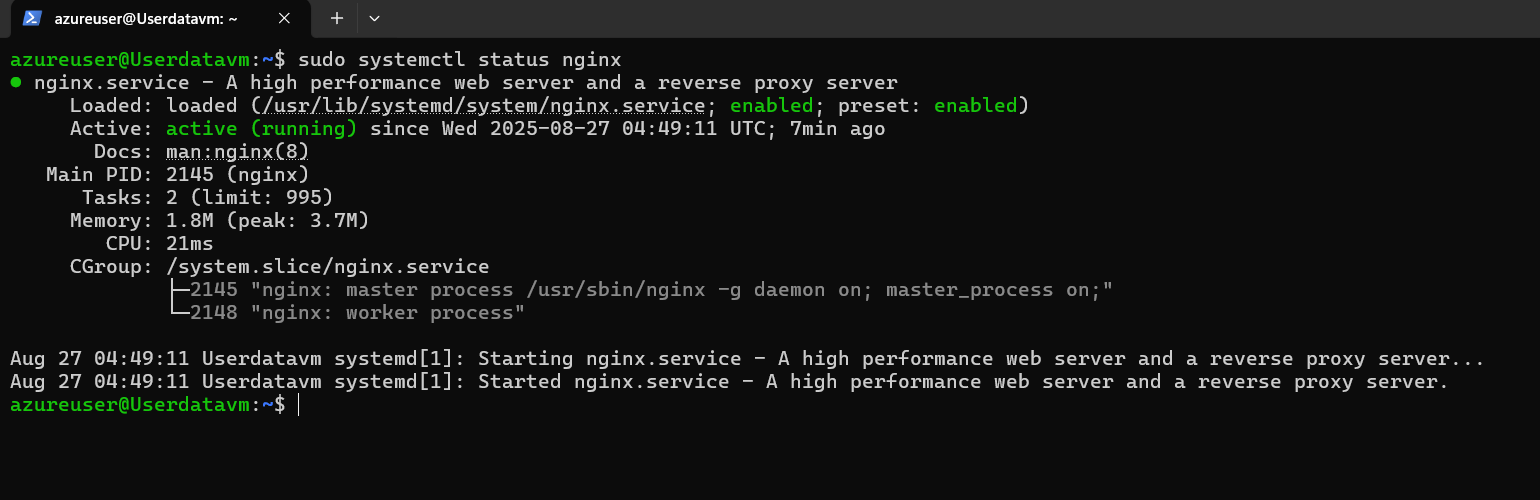 azureuser@Userdatavm: ~
azureuser@Userdatavm:~$ sudo systemctl status nginx
● nginx.service - A high performance web server and a reverse proxy server
Loaded: loaded (/usr/lib/systemd/system/nginx.service; enabled; preset: enabled)
Active: active (running) since Wed 2025-08-27 04:49:11 UTC; 7min ago
Docs: man:nginx(8)
Main PID: 2145 (nginx)
Tasks: 2 (limit: 995)
Memory: 1.8M (peak: 3.7M)
CPU: 21ms
CGroup: /system.slice/nginx.service
├─2145 "nginx: master process /usr/sbin/nginx -g daemon on; master_process on;"
└─2148 "nginx: worker process"
Aug 27 04:49:11 Userdatavm systemd[1]: Starting nginx.service - A high performance web server and a reverse proxy server...
Aug 27 04:49:11 Userdatavm systemd[1]: Started nginx.service - A high performance web server and a reverse proxy server.
azureuser@Userdatavm:~$